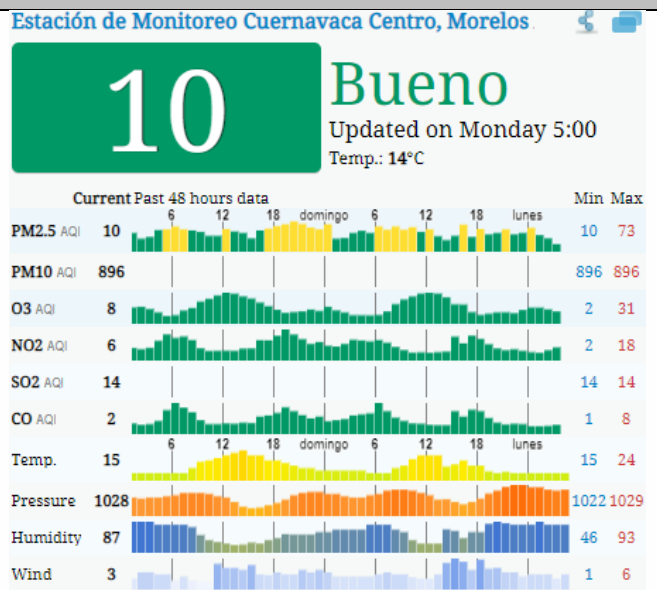 Estación de Monitoreo Cuernavaca Centro, Morelos
10
Bueno
Updated on Monday 5:00
Temp.: 14°C
Current Past 48 hours data Min Max
6 12 18 domingo 6 12 18 lunes
PM2.5 AQI 10 10 73
PM10 AQI 896 896 896
O3 AQI 8 2 31
NO2 AQI 6 2 18
SO2 AQI 14 14 14
CO AQI 2 1 8
6 12 18 domingo 6 12 18 lunes
Temp. 15 15 24
Pressure 1028 1022 1029
Humidity 87 46 93
Wind 3 1 6